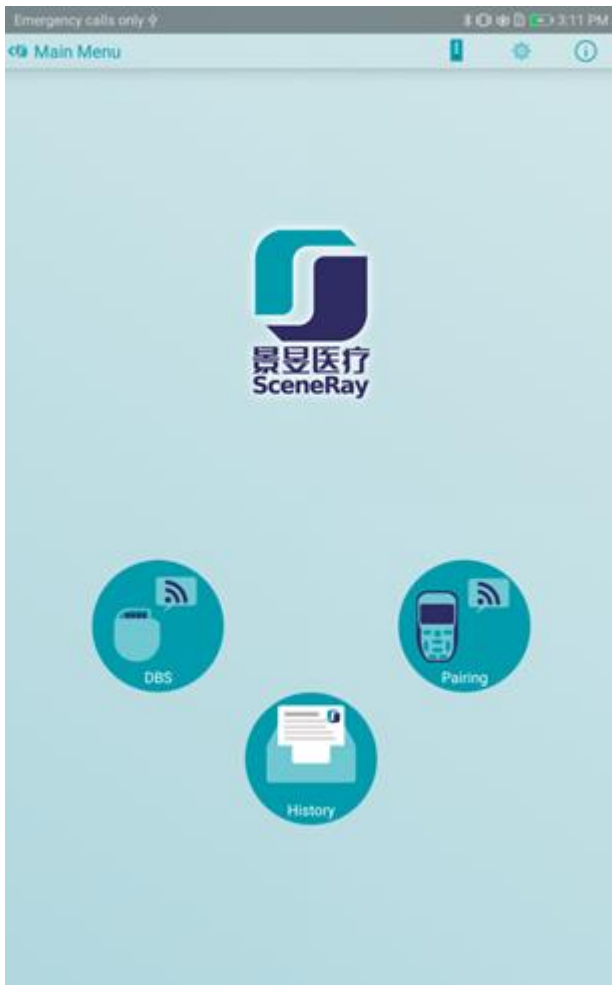 Emergency calls only
3:11 PM
Main Menu
景昱医疗
SceneRay
DBS
Pairing
History